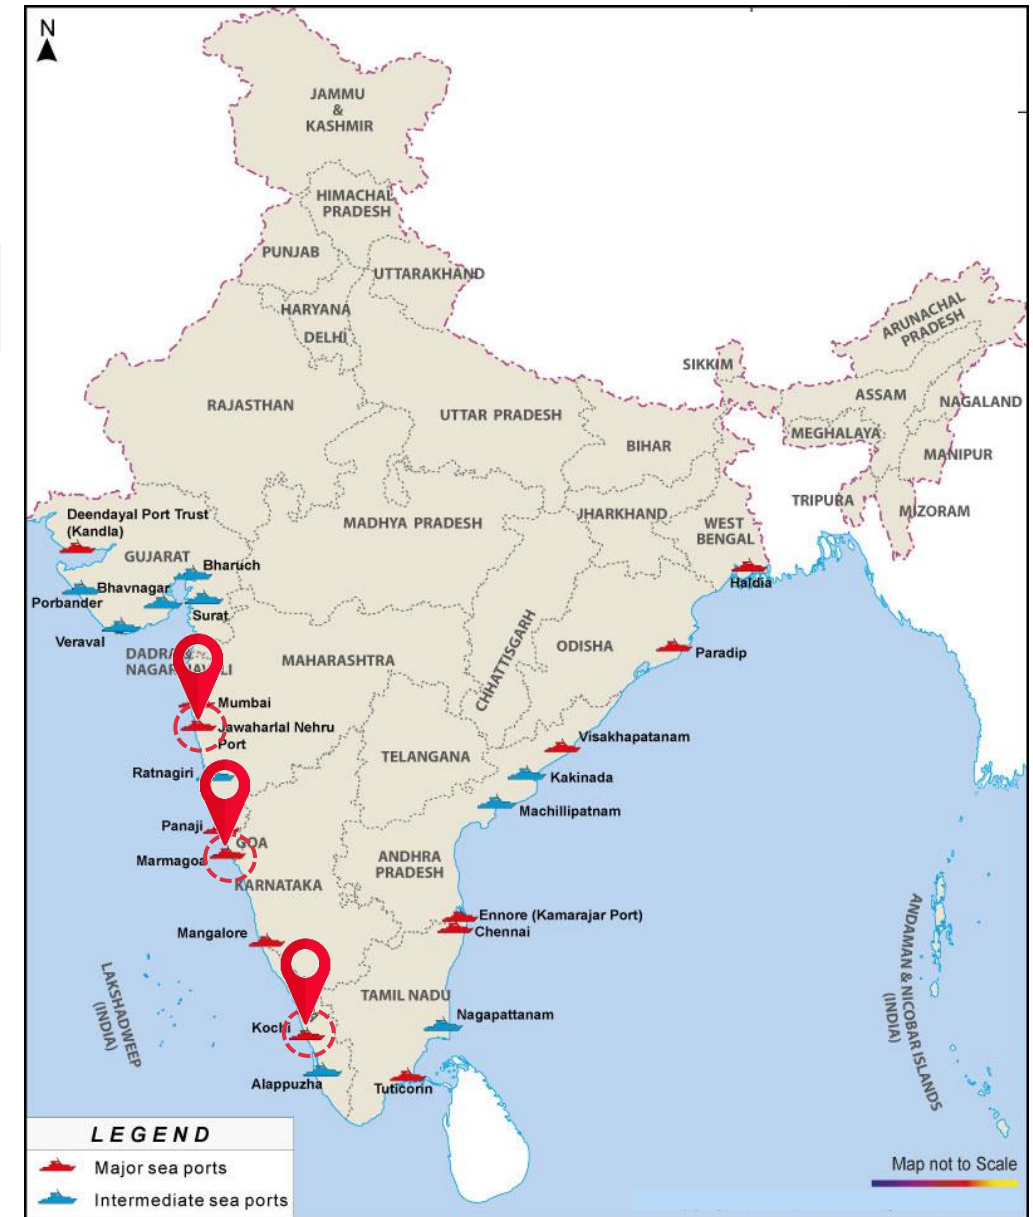 N
JAMMU
&
KASHMIR
HIMACHAL
PRADESH
PUNJAB
UTTARAKHAND
HARYANA
DELHI
ARUNACHAL
PRADESH
SIKKIM
RAJASTHAN
UTTAR PRADESH
ASSAM
NAGALAND
BIHAR
MEGHALAYA
MANIPUR
TRIPURA
MIZORAM
Deendayal Port Trust
(Kandla)
GUJARAT
MADHYA PRADESH
JHARKHAND
WEST
BENGAL
Bharuch
Bhavnagar
Porbander
Surat
Haldia
Veraval
DADRA &
MAHARASHTRA
CHHATTISGARH
ODISHA
Paradip
Mumbai
Jawaharlal Nehru
Port
Visakhapatanam
TELANGANA
Ratnagiri
Kakinada
Machillipatnam
Panaji
GOA
Marmagoa
KARNATAKA
ANDHRA
PRADESH
Ennore (Kamarajar Port)
Chennai
Mangalore
LAKSHADWEEP
(INDIA)
TAMIL NADU
Nagapattanam
ANDAMAN & NICOBAR ISLANDS
(INDIA)
Kochi
Alappuzha
Tuticorin
LEGEND
Major sea ports
Intermediate sea ports
Map not to Scale